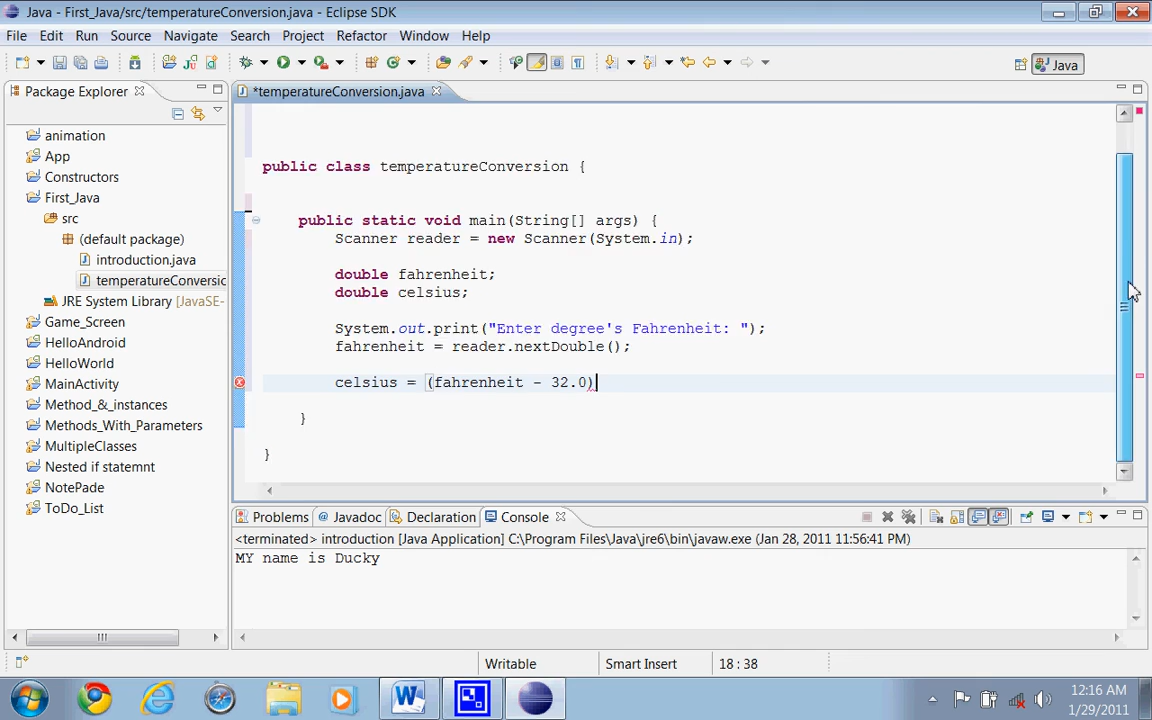 Java - First_Java/src/temperatureConversion.java - Eclipse SDK
File Edit Run Source Navigate Search Project Refactor Window Help
Java
Package Explorer
*temperatureConversion.java
animation
App
Constructors
First_Java
src
(default package)
introduction.java
temperatureConversic
JRE System Library [JavaSE-
Game_Screen
HelloAndroid
HelloWorld
MainActivity
Method_&_instances
Methods_With_Parameters
MultipleClasses
Nested if statemnt
NotePade
ToDo_List
public class temperatureConversion {
public static void main(String[] args) {
Scanner reader = new Scanner(System.in);
double fahrenheit;
double celsius;
System.out.print("Enter degree's Fahrenheit: ");
fahrenheit = reader.nextDouble();
celsius = (fahrenheit - 32.0)
}
}
Problems Javadoc Declaration Console
<terminated> introduction [Java Application] C:\Program Files\Java\jre6\bin\javaw.exe (Jan 28, 2011 11:56:41 PM)
MY name is Ducky
Writable Smart Insert 18 : 38
12:16 AM
1/29/2011